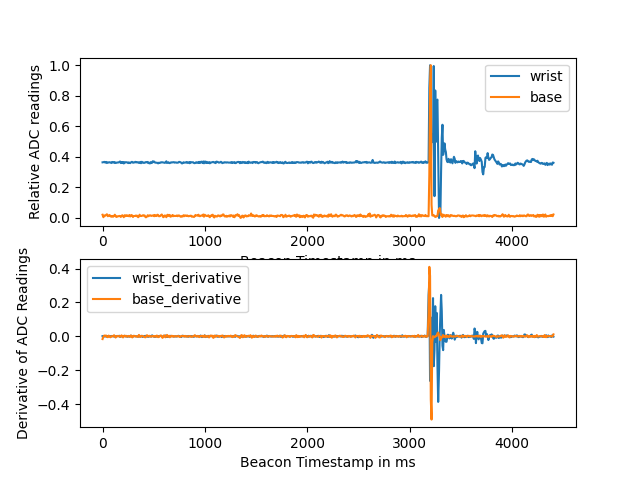 Relative ADC readings
1.0
0.8
0.6
0.4
0.2
0.0
wrist
base
0 1000 2000 3000 4000
Beacon Timestamp in ms
Derivative of ADC Readings
0.4
0.2
0.0
−0.2
−0.4
wrist_derivative
base_derivative
0 1000 2000 3000 4000
Beacon Timestamp in ms